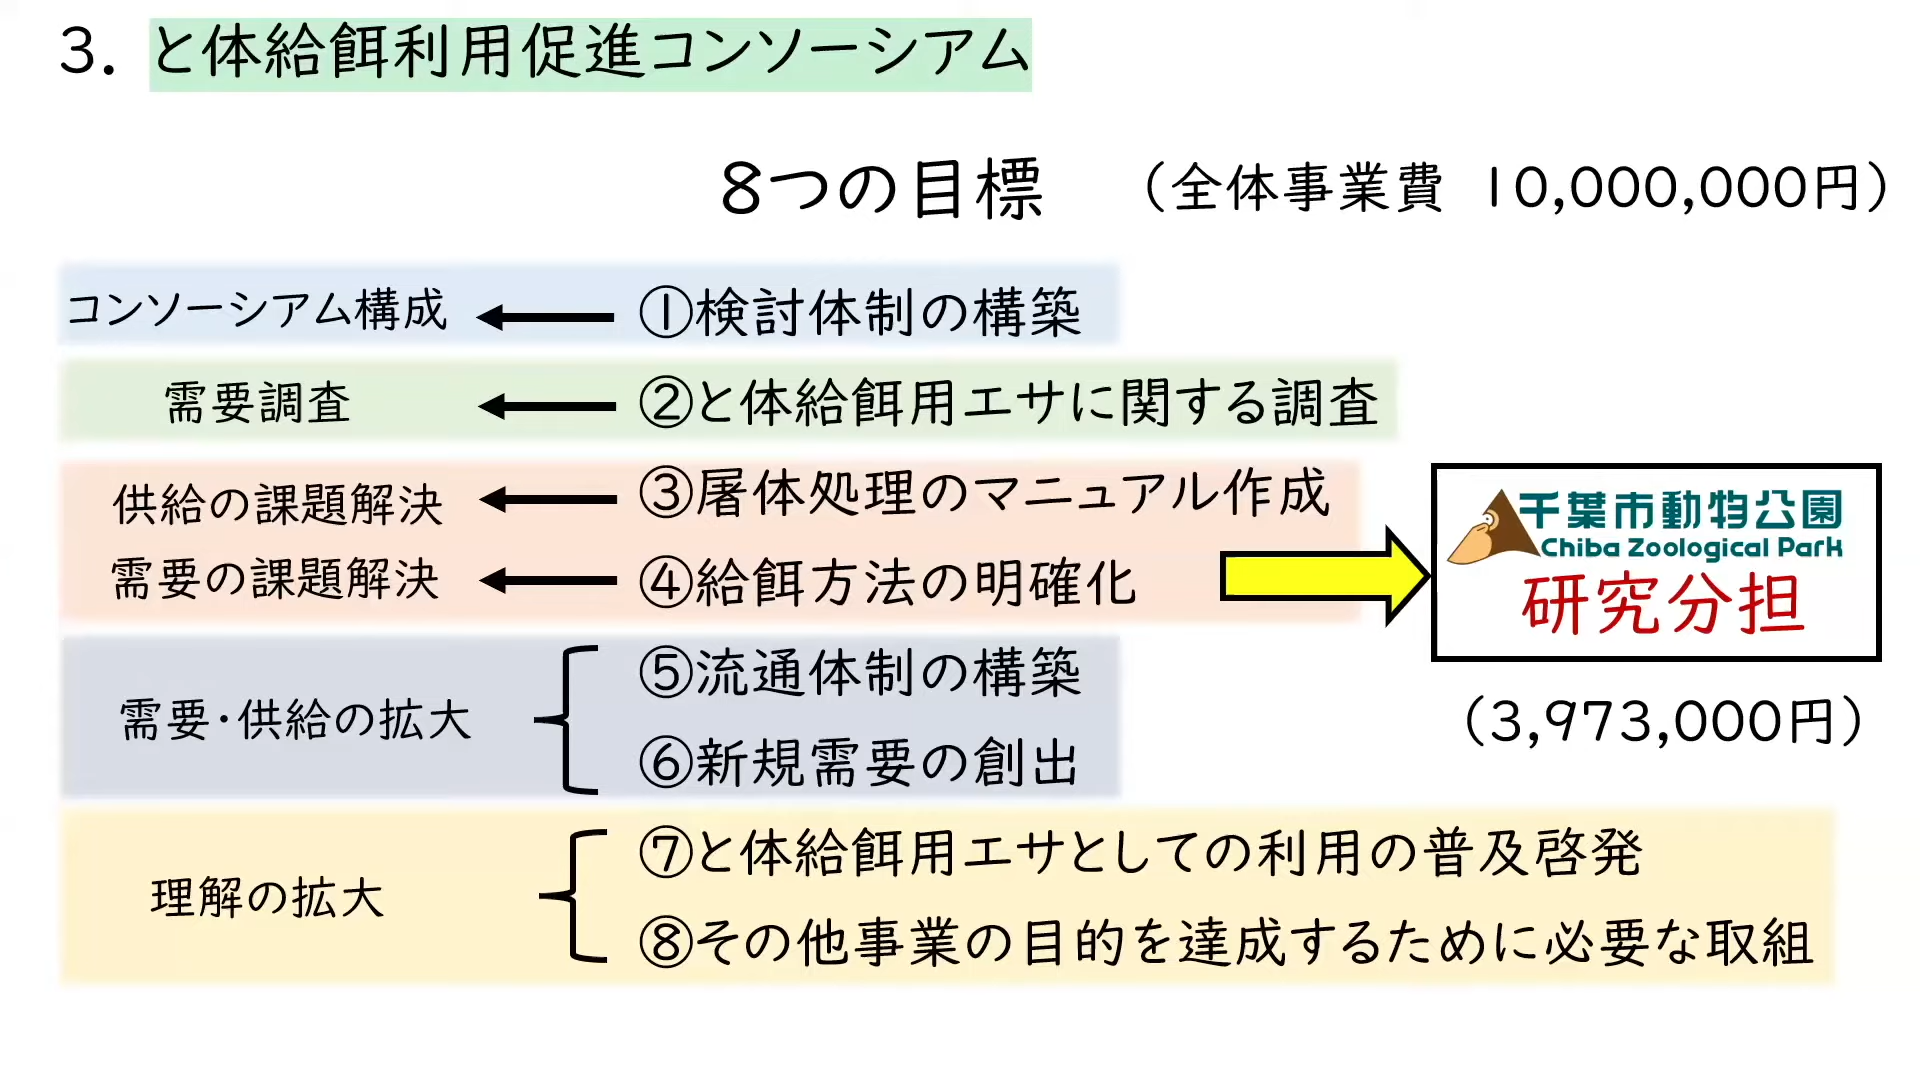 3. と体給餌利用促進コンソーシアム
8つの目標 （全体事業費 10,000,000円）
コンソーシアム構成 ①検討体制の構築
需要調査 ②と体給餌用エサに関する調査
供給の課題解決 ③屠体処理のマニュアル作成
需要の課題解決 ④給餌方法の明確化
千葉市動物公園
Chiba Zoological Park
研究分担
(3,973,000円)
需要・供給の拡大
⑤流通体制の構築
⑥新規需要の創出
理解の拡大
⑦と体給餌用エサとしての利用の普及啓発
⑧その他事業の目的を達成するために必要な取組